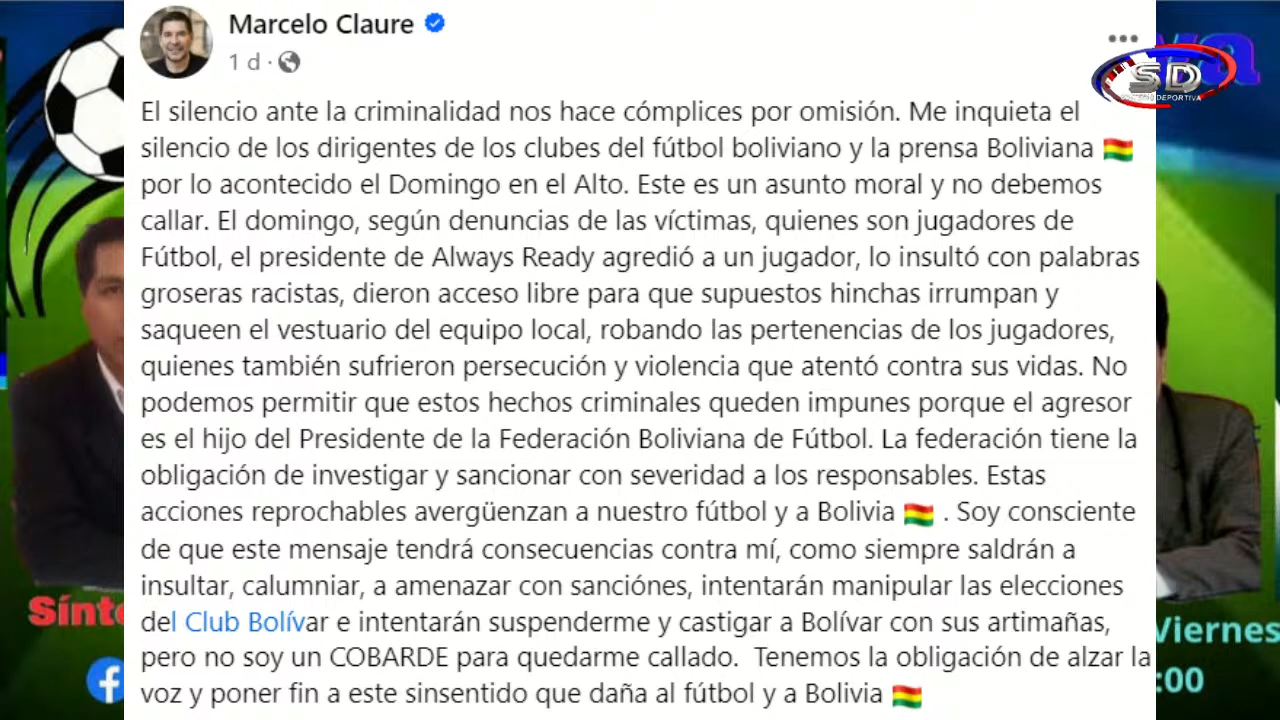 Marcelo Claure
1 d ·
El silencio ante la criminalidad nos hace cómplices por omisión. Me inquieta el
silencio de los dirigentes de los clubes del fútbol boliviano y la prensa Boliviana 🇧🇴
por lo acontecido el Domingo en el Alto. Este es un asunto moral y no debemos
callar. El domingo, según denuncias de las víctimas, quienes son jugadores de
Fútbol, el presidente de Always Ready agredió a un jugador, lo insultó con palabras
groseras racistas, dieron acceso libre para que supuestos hinchas irrumpan y
saqueen el vestuario del equipo local, robando las pertenencias de los jugadores,
quienes también sufrieron persecución y violencia que atentó contra sus vidas. No
podemos permitir que estos hechos criminales queden impunes porque el agresor
es el hijo del Presidente de la Federación Boliviana de Fútbol. La federación tiene la
obligación de investigar y sancionar con severidad a los responsables. Estas
acciones reprochables avergüenzan a nuestro fútbol y a Bolivia 🇧🇴 . Soy consciente
de que este mensaje tendrá consecuencias contra mí, como siempre saldrán a
insultar, calumniar, a amenazar con sanciónes, intentarán manipular las elecciones
del Club Bolívar e intentarán suspenderme y castigar a Bolívar con sus artimañas,
pero no soy un COBARDE para quedarme callado. Tenemos la obligación de alzar la
voz y poner fin a este sinsentido que daña al fútbol y a Bolivia 🇧🇴
SD
Sínte
Viernes
:00